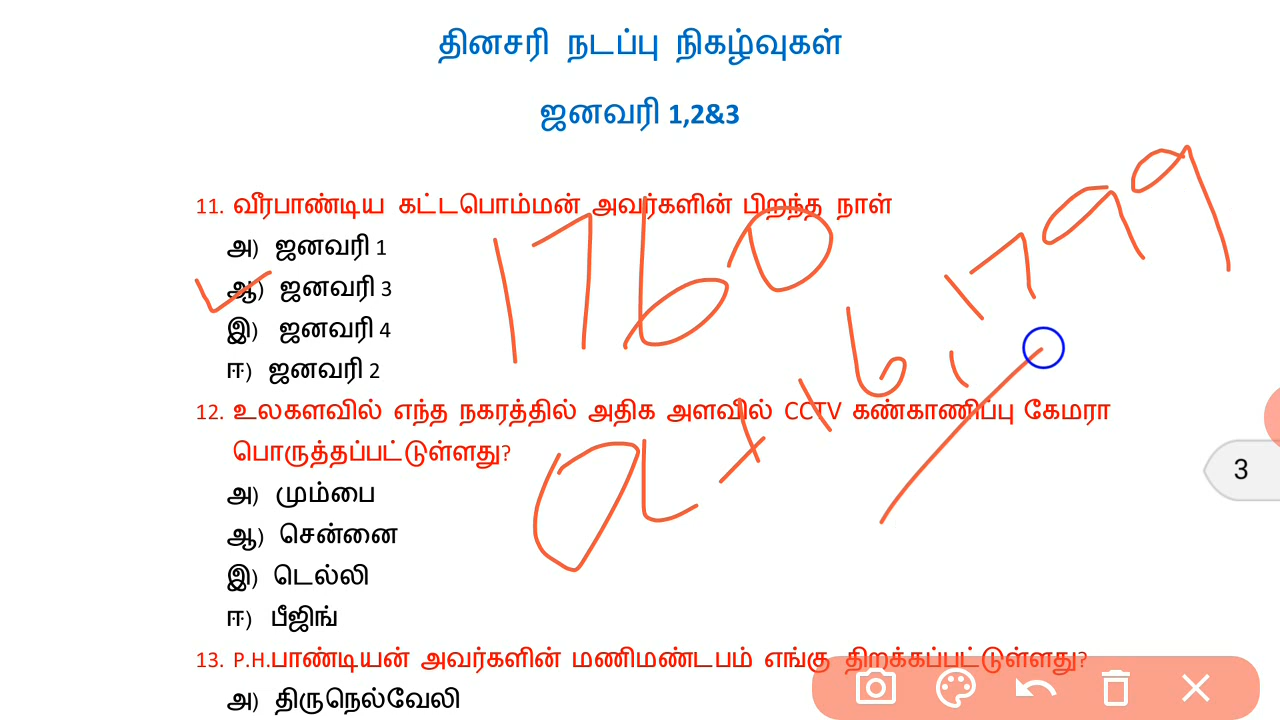 தினசரி நடப்பு நிகழ்வுகள்
ஜனவரி 1,2&3
11. வீரபாண்டிய கட்டபொம்மன் அவர்களின் பிறந்த நாள்
அ) ஜனவரி 1
ஆ) ஜனவரி 3
இ) ஜனவரி 4
ஈ) ஜனவரி 2
1760
1799
12. உலகளவில் எந்த நகரத்தில் அதிக அளவில் CCTV கண்காணிப்பு கேமரா
பொருத்தப்பட்டுள்ளது?
அ) மும்பை
ஆ) சென்னை
இ) டெல்லி
ஈ) பீஜிங்
13. P.H.பாண்டியன் அவர்களின் மணிமண்டபம் எங்கு திறக்கப்பட்டுள்ளது?
அ) திருநெல்வேலி
3